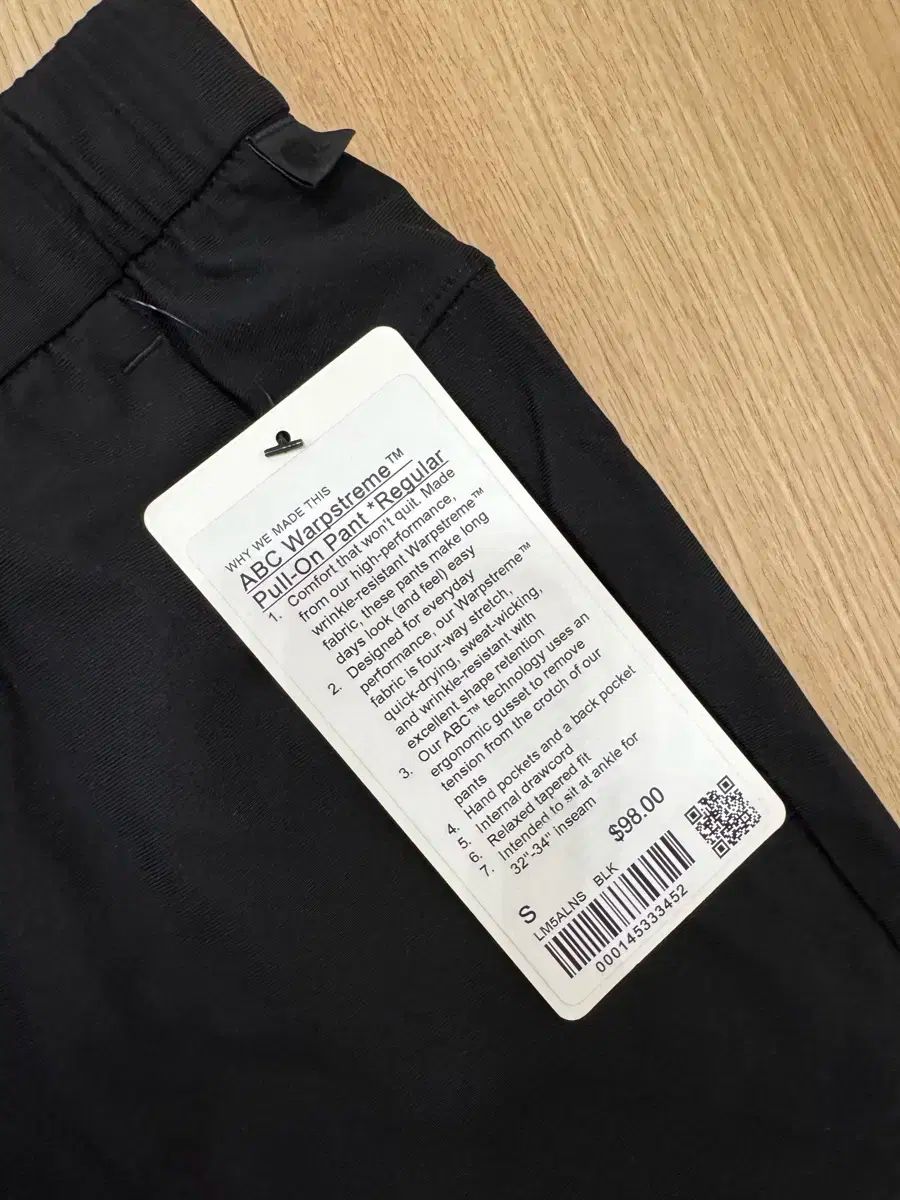 WHY WE MADE THIS
ABC Warpstreme™
Pull-On Pant *Regular
1. Comfort that won't quit. Made
from our high-performance,
wrinkle-resistant Warpstreme™
fabric, these pants make long
days look (and feel) easy
2. Designed for everyday
performance, our Warpstreme™
fabric is four-way stretch,
quick-drying, sweat-wicking,
and wrinkle-resistant with
excellent shape retention
3. Our ABC™ technology uses an
ergonomic gusset to remove
tension from the crotch of our
pants
4. Hand pockets and a back pocket
5. Internal drawcord
6. Relaxed tapered fit
7. Intended to sit at ankle for
32"-34" inseam
$98.00
S
LM5ALNS BLK
000145333452